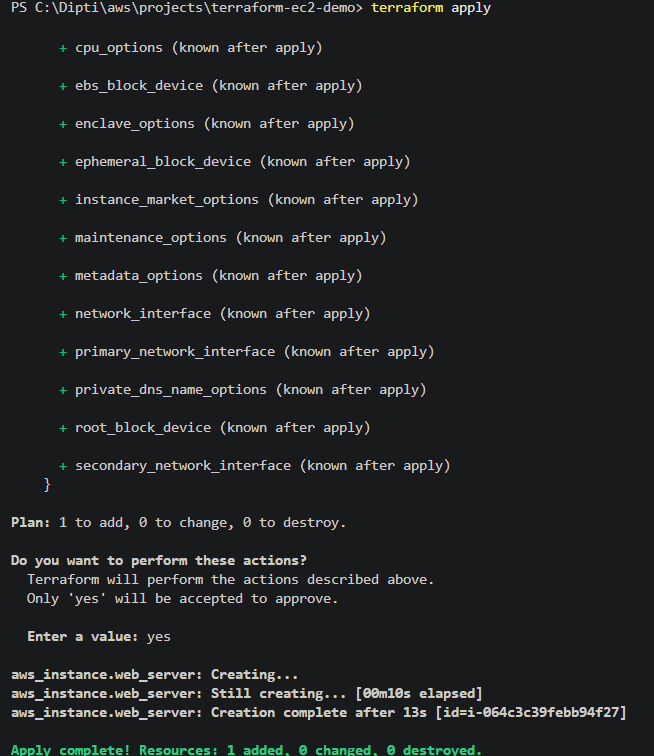 PS C:\Dipti\aws\projects\terraform-ec2-demo> terraform apply
+ cpu_options (known after apply)
+ ebs_block_device (known after apply)
+ enclave_options (known after apply)
+ ephemeral_block_device (known after apply)
+ instance_market_options (known after apply)
+ maintenance_options (known after apply)
+ metadata_options (known after apply)
+ network_interface (known after apply)
+ primary_network_interface (known after apply)
+ private_dns_name_options (known after apply)
+ root_block_device (known after apply)
+ secondary_network_interface (known after apply)
}
Plan: 1 to add, 0 to change, 0 to destroy.
Do you want to perform these actions?
Terraform will perform the actions described above.
Only 'yes' will be accepted to approve.
Enter a value: yes
aws_instance.web_server: Creating...
aws_instance.web_server: Still creating... [00m10s elapsed]
aws_instance.web_server: Creation complete after 13s [id=i-064c3c39febb94f27]
Apply complete! Resources: 1 added, 0 changed, 0 destroyed.